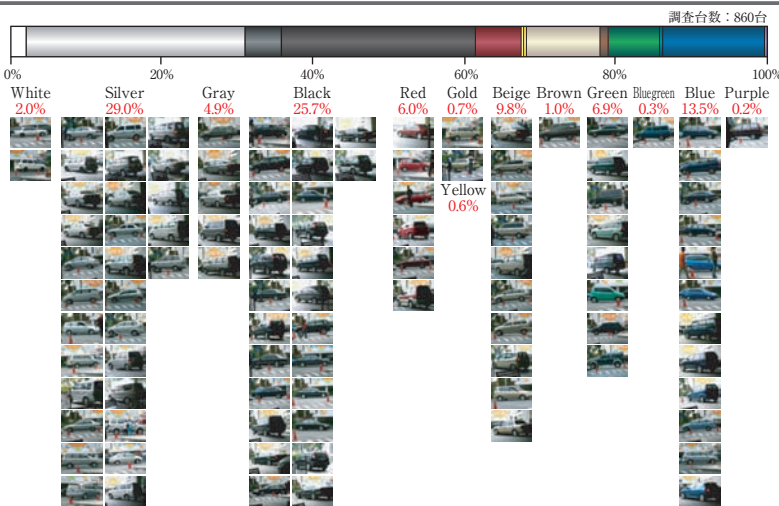 調査台数：860台
0% 20% 40% 60% 80% 100%
White Silver Gray Black Red Gold Beige Brown Green Bluegreen Blue Purple
2.0% 29.0% 4.9% 25.7% 6.0% 0.7% 9.8% 1.0% 6.9% 0.3% 13.5% 0.2%
Yellow
0.6%